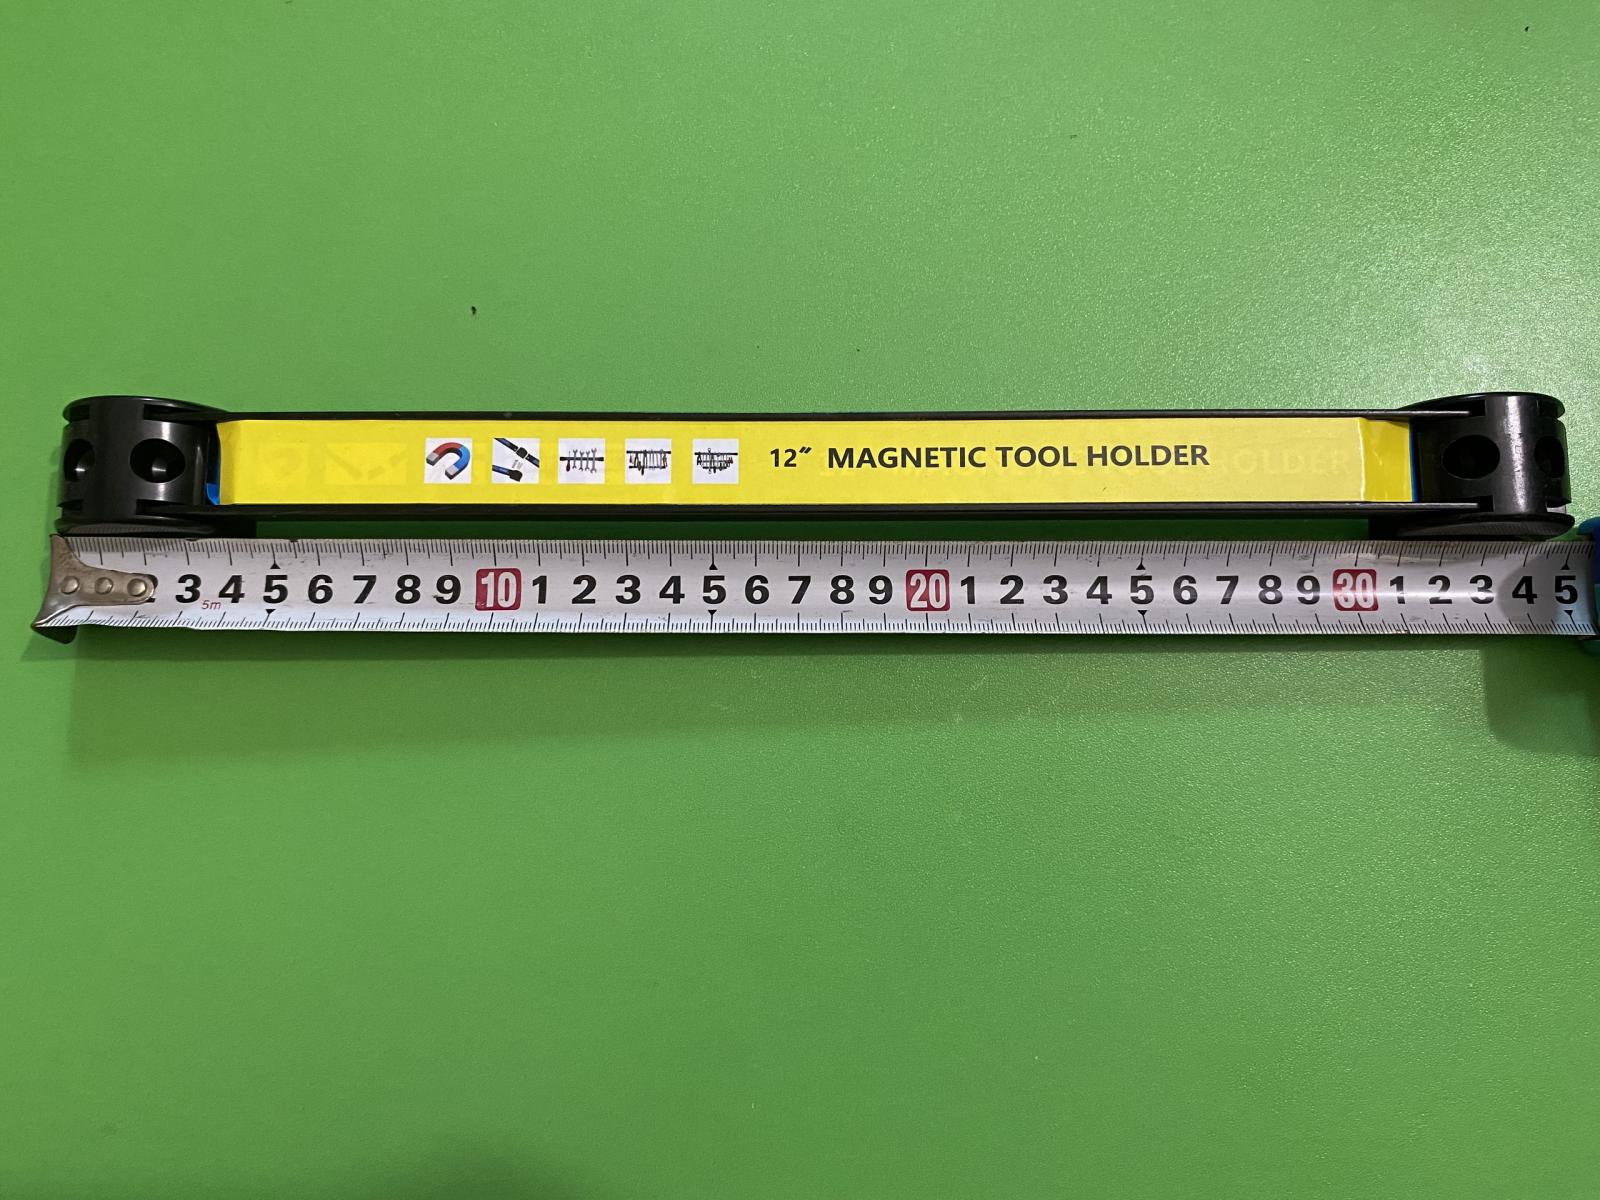 12″ MAGNETIC TOOL HOLDER
3 4 5 6 7 8 9 10 1 2 3 4 5 6 7 8 9 20 1 2 3 4 5 6 7 8 9 30 1 2 3 4 5
5m